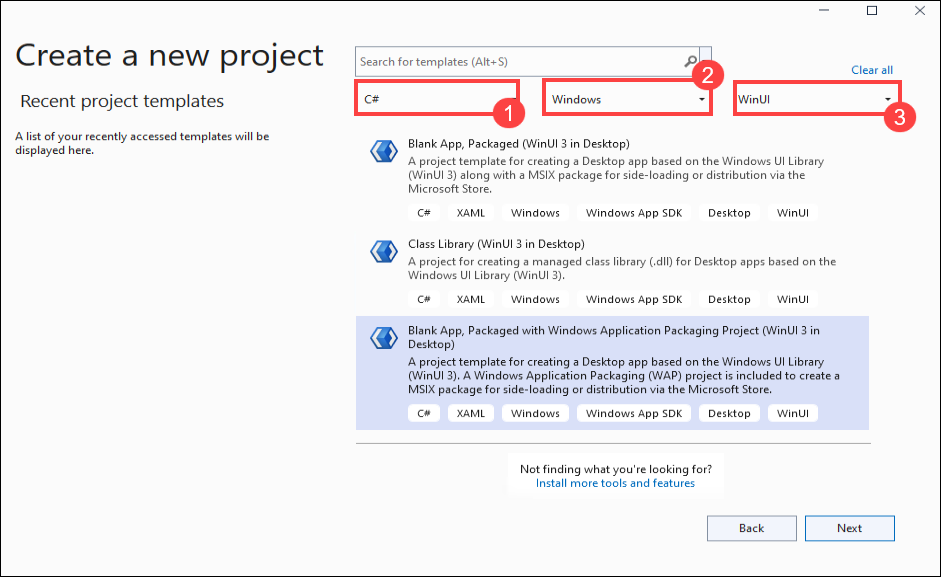 Create a new project
Recent project templates
A list of your recently accessed templates will be
displayed here.
Search for templates (Alt+S)
Clear all
C#
1
Windows
2
WinUI
3
Blank App, Packaged (WinUI 3 in Desktop)
A project template for creating a Desktop app based on the Windows UI Library
(WinUI 3) along with a MSIX package for side-loading or distribution via the
Microsoft Store.
C# XAML Windows Windows App SDK Desktop WinUI
Class Library (WinUI 3 in Desktop)
A project for creating a managed class library (.dll) for Desktop apps based on the
Windows UI Library (WinUI 3).
C# XAML Windows Windows App SDK Desktop WinUI
Blank App, Packaged with Windows Application Packaging Project (WinUI 3 in
Desktop)
A project template for creating a Desktop app based on the Windows UI Library
(WinUI 3). A Windows Application Packaging (WAP) project is included to create a
MSIX package for side-loading or distribution via the Microsoft Store.
C# XAML Windows Windows App SDK Desktop WinUI
Not finding what you're looking for?
Install more tools and features
Back
Next